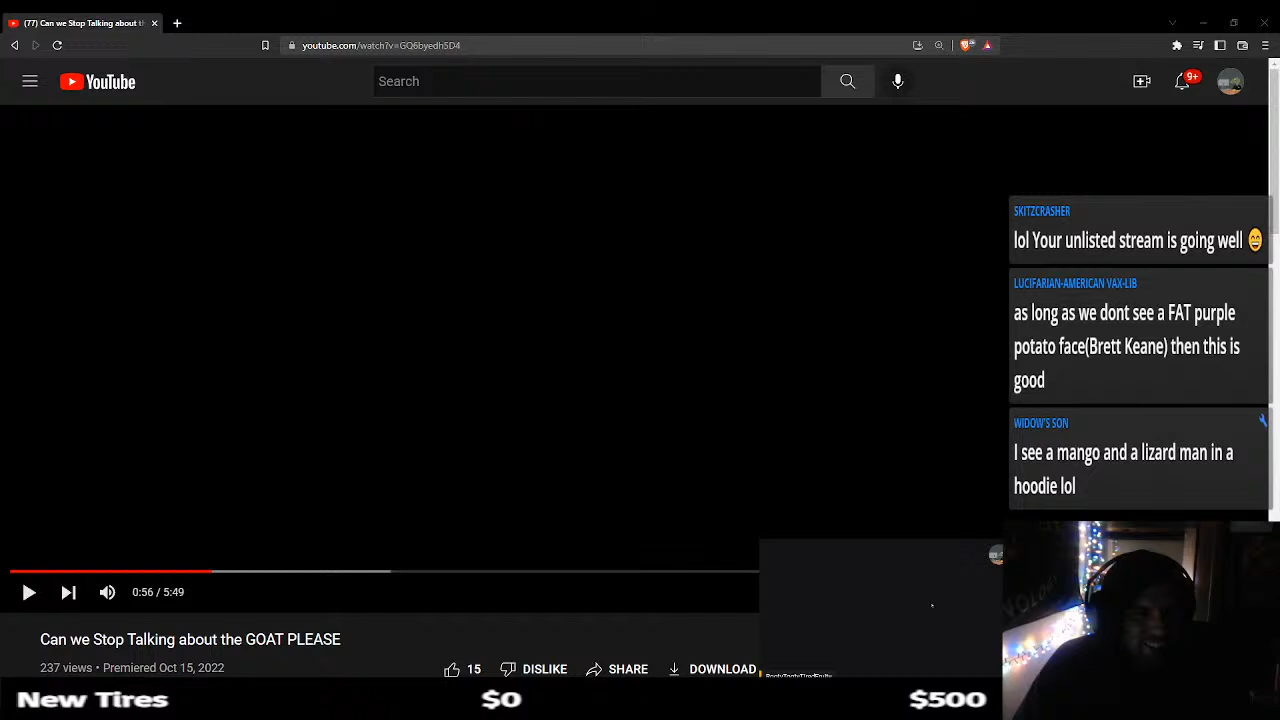 (77) Can we Stop Talking about th
youtube.com/watch?v=GQ6byedh5D4
YouTube
Search
9+
SKITZCRASHER
lol Your unlisted stream is going well 😁
LUCIFARIAN-AMERICAN VAX-LIB
as long as we dont see a FAT purple
potato face(Brett Keane) then this is
good
WIDOW'S SON
I see a mango and a lizard man in a
hoodie lol
0:56 / 5:49
Can we Stop Talking about the GOAT PLEASE
237 views • Premiered Oct 15, 2022
15 DISLIKE SHARE DOWNLOAD
New Tires $0 $500